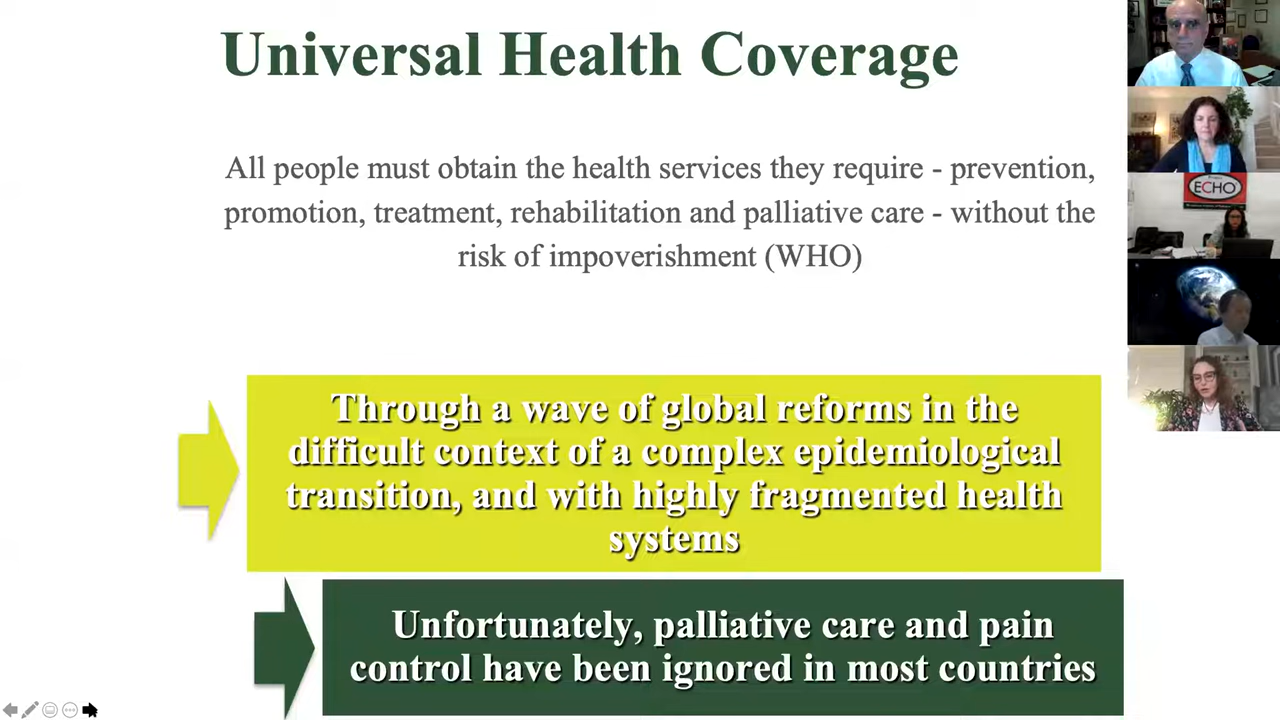 Universal Health Coverage
All people must obtain the health services they require - prevention,
promotion, treatment, rehabilitation and palliative care - without the
risk of impoverishment (WHO)
Through a wave of global reforms in the
difficult context of a complex epidemiological
transition, and with highly fragmented health
systems
Unfortunately, palliative care and pain
control have been ignored in most countries
ECHO